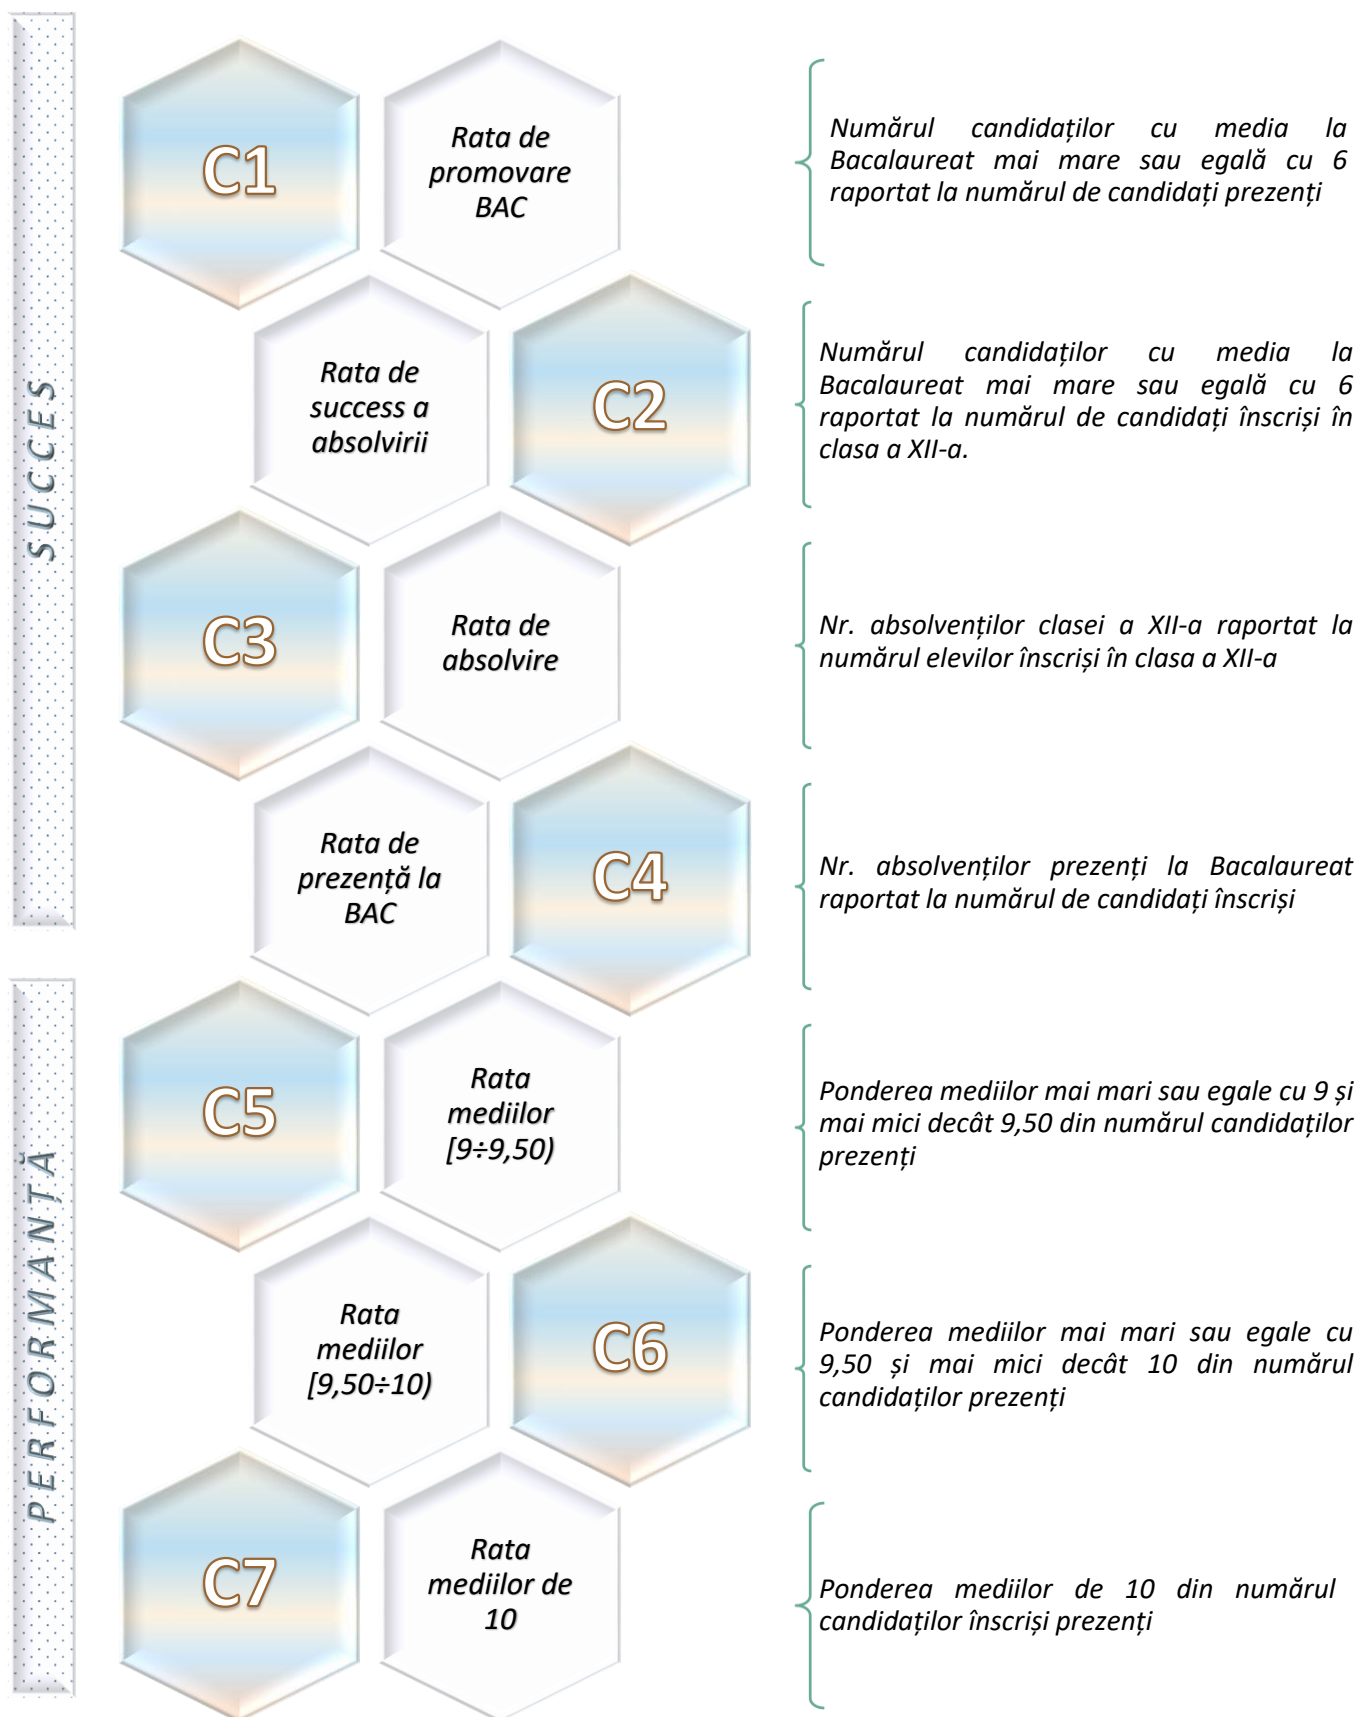 SUCCES
C1
Rata de
promovare
BAC
Numărul candidaților cu media la
Bacalaureat mai mare sau egală cu 6
raportat la numărul de candidați prezenți
Rata de
success a
absolvirii
C2
Numărul candidaților cu media la
Bacalaureat mai mare sau egală cu 6
raportat la numărul de candidați înscriși în
clasa a XII-a.
C3
Rata de
absolvire
Nr. absolvenților clasei a XII-a raportat la
numărul elevilor înscriși în clasa a XII-a
Rata de
prezență la
BAC
C4
Nr. absolvenților prezenți la Bacalaureat
raportat la numărul de candidați înscriși
PERFORMANȚĂ
C5
Rata
mediilor
[9÷9,50)
Ponderea mediilor mai mari sau egale cu 9 și
mai mici decât 9,50 din numărul candidaților
prezenți
Rata
mediilor
[9,50÷10)
C6
Ponderea mediilor mai mari sau egale cu
9,50 și mai mici decât 10 din numărul
candidaților prezenți
C7
Rata
mediilor de
10
Ponderea mediilor de 10 din numărul
candidaților înscriși prezenți